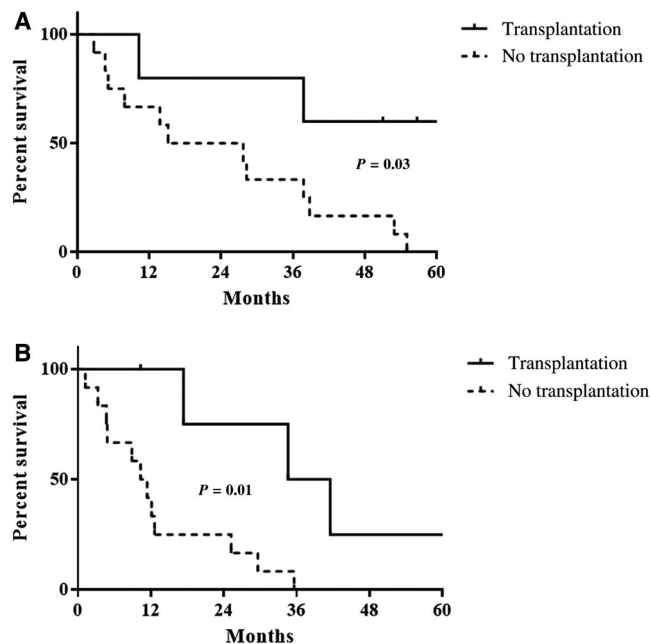 A
100
50
0
Percent survival
0 12 24 36 48 60
Months
P = 0.03
Transplantation
No transplantation
B
100
50
0
Percent survival
0 12 24 36 48 60
Months
P = 0.01
Transplantation
No transplantation